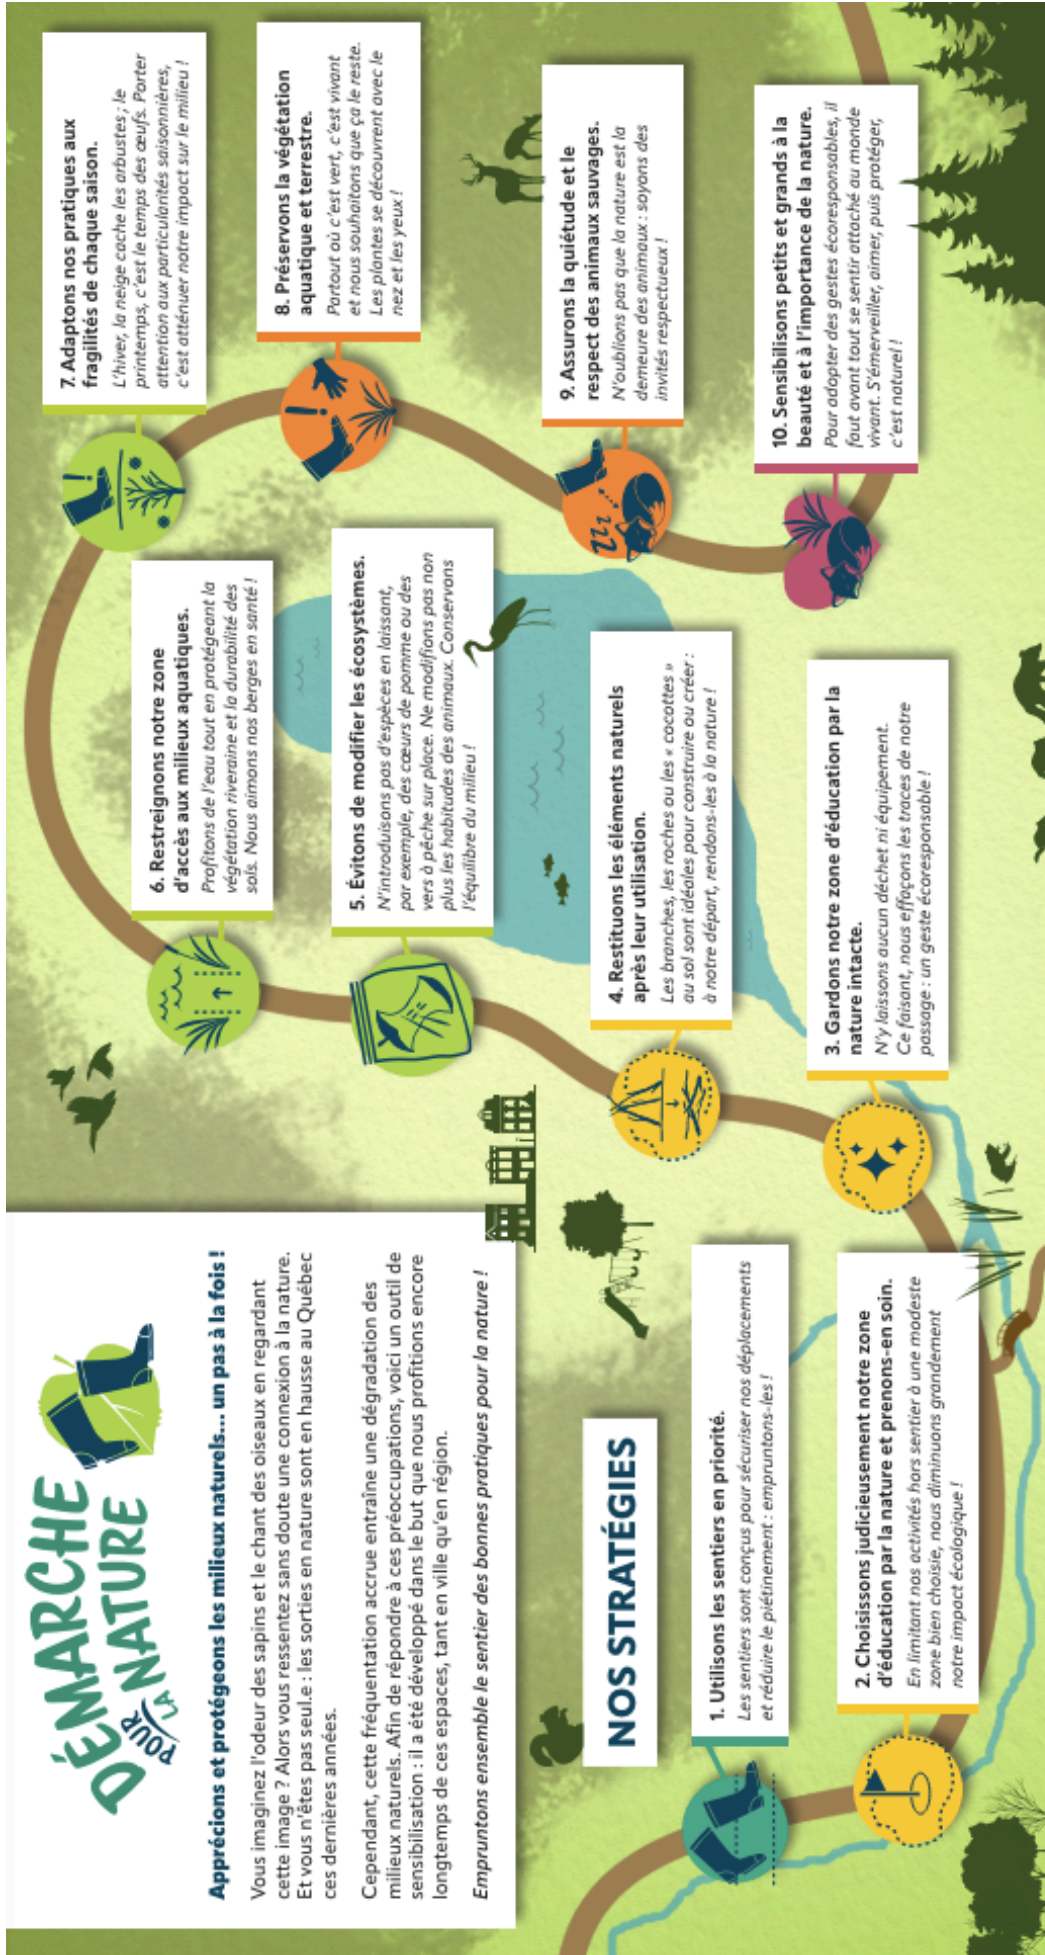 DÉMARCHE
POUR LA NATURE
Apprécions et protégeons les milieux naturels... un pas à la fois !
Vous imaginez l'odeur des sapins et le chant des oiseaux en regardant
cette image ? Alors vous ressentez sans doute une connexion à la nature.
Et vous n'êtes pas seul.e : les sorties en nature sont en hausse au Québec
ces dernières années.
Cependant, cette fréquentation accrue entraîne une dégradation des
milieux naturels. Afin de répondre à ces préoccupations, voici un outil de
sensibilisation : il a été développé dans le but que nous profitions encore
longtemps de ces espaces, tant en ville qu'en région.
Empruntons ensemble le sentier des bonnes pratiques pour la nature !
NOS STRATÉGIES
1. Utilisons les sentiers en priorité.
Les sentiers sont conçus pour sécuriser nos déplacements
et réduire le piétinement : empruntons-les !
2. Choisissons judicieusement notre zone
d'éducation par la nature et prenons-en soin.
En limitant nos activités hors sentier à une modeste
zone bien choisie, nous diminuons grandement
notre impact écologique !
3. Gardons notre zone d'éducation par la
nature intacte.
N'y laissons aucun déchet ni équipement.
Ce faisant, nous effaçons les traces de notre
passage : un geste écoresponsable !
4. Restituons les éléments naturels
après leur utilisation.
Les branches, les roches ou les « cocottes »
au sol sont idéales pour construire ou créer :
à notre départ, rendons-les à la nature !
5. Évitons de modifier les écosystèmes.
N'introduisons pas d'espèces en laissant,
par exemple, des cœurs de pomme ou des
vers à pêche sur place. Ne modifions pas non
plus les habitudes des animaux. Conservons
l'équilibre du milieu !
6. Restreignons notre zone
d'accès aux milieux aquatiques.
Profitons de l'eau tout en protégeant la
végétation riveraine et la durabilité des
sols. Nous aimons nos berges en santé !
7. Adaptons nos pratiques aux
fragilités de chaque saison.
L'hiver, la neige cache les arbustes ; le
printemps, c'est le temps des œufs. Porter
attention aux particularités saisonnières,
c'est atténuer notre impact sur le milieu !
8. Préservons la végétation
aquatique et terrestre.
Partout où c'est vert, c'est vivant
et nous souhaitons que ça le reste.
Les plantes se découvrent avec le
nez et les yeux !
9. Assurons la quiétude et le
respect des animaux sauvages.
N'oublions pas que la nature est la
demeure des animaux : soyons des
invités respectueux !
10. Sensibilisons petits et grands à la
beauté et à l'importance de la nature.
Pour adopter des gestes écoresponsables, il
faut avant tout se sentir attaché au monde
vivant. S'émerveiller, aimer, puis protéger,
c'est naturel !